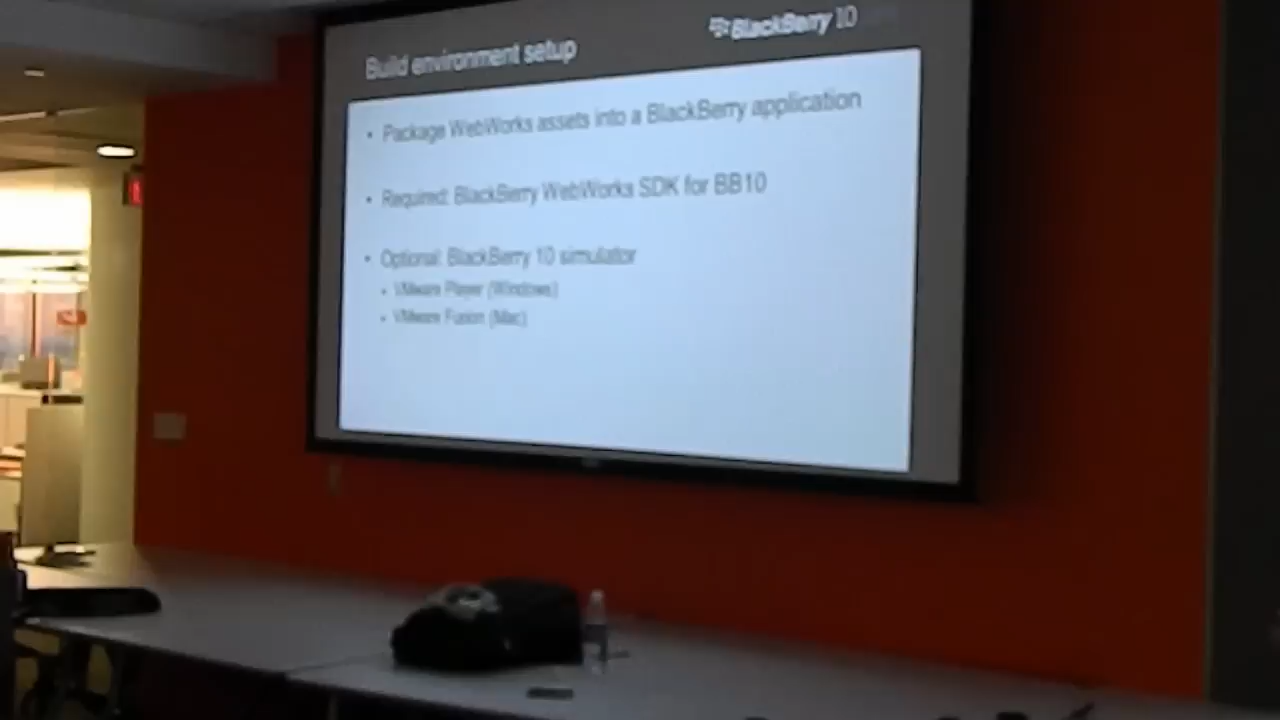 Build environment setup
BlackBerry 10
• Package WebWorks assets into a BlackBerry application
• Required: BlackBerry WebWorks SDK for BB10
• Optional: BlackBerry 10 simulator
• VMware Player (Windows)
• VMware Fusion (Mac)